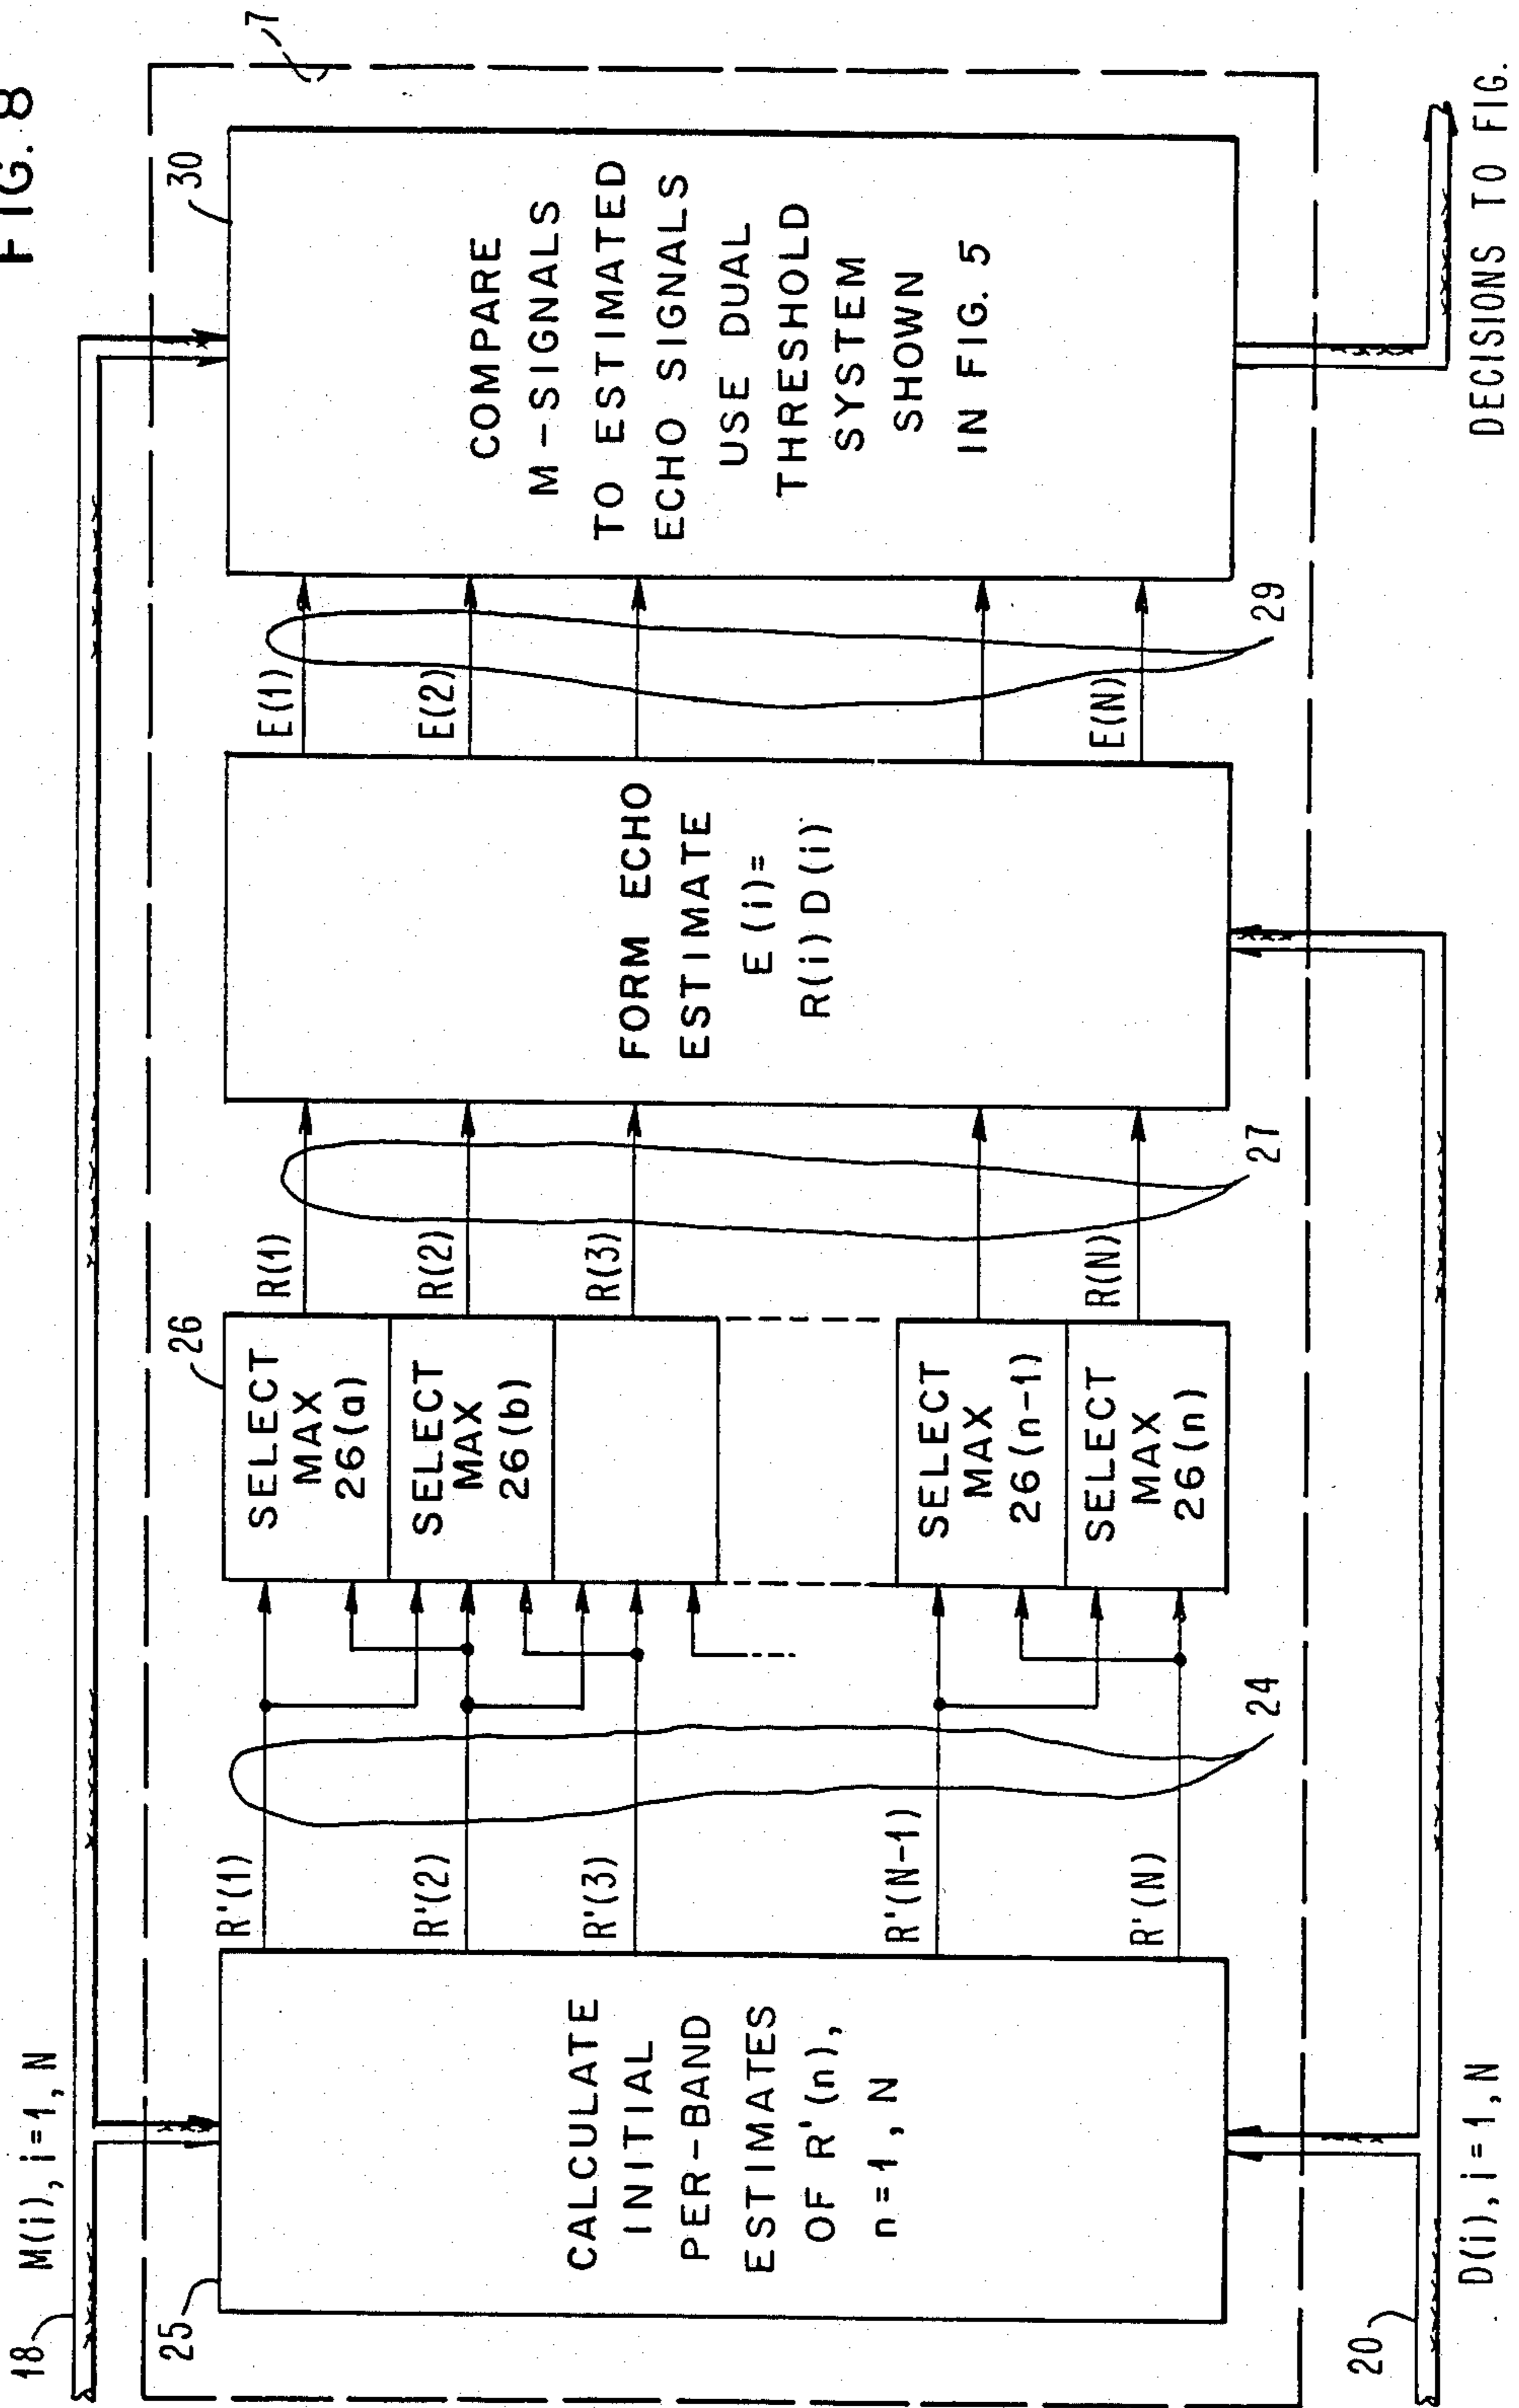 FIG. 8
18
M(i), i=1, N
7
25
CALCULATE
INITIAL
PER-BAND
ESTIMATES
OF R'(n),
n=1, N
R'(1)
R'(2)
R'(3)
R'(N-1)
R'(N)
24
26
SELECT
MAX
26(a)
SELECT
MAX
26(b)
SELECT
MAX
26(n-1)
SELECT
MAX
26(n)
R(1)
R(2)
R(3)
R(N)
27
FORM ECHO
ESTIMATE
E(i)=
R(i)D(i)
E(1)
E(2)
E(N)
29
30
COMPARE
M-SIGNALS
TO ESTIMATED
ECHO SIGNALS
USE DUAL
THRESHOLD
SYSTEM
SHOWN
IN FIG. 5
20
D(i), i=1, N
DECISIONS TO FIG.